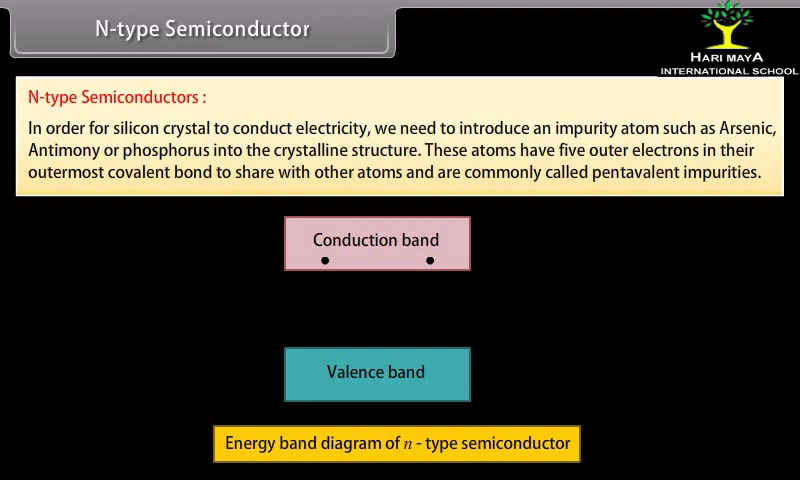 N-type Semiconductor
HARI MAYA
INTERNATIONAL SCHOOL
N-type Semiconductors :
In order for silicon crystal to conduct electricity, we need to introduce an impurity atom such as Arsenic,
Antimony or phosphorus into the crystalline structure. These atoms have five outer electrons in their
outermost covalent bond to share with other atoms and are commonly called pentavalent impurities.
Conduction band
Valence band
Energy band diagram of n - type semiconductor